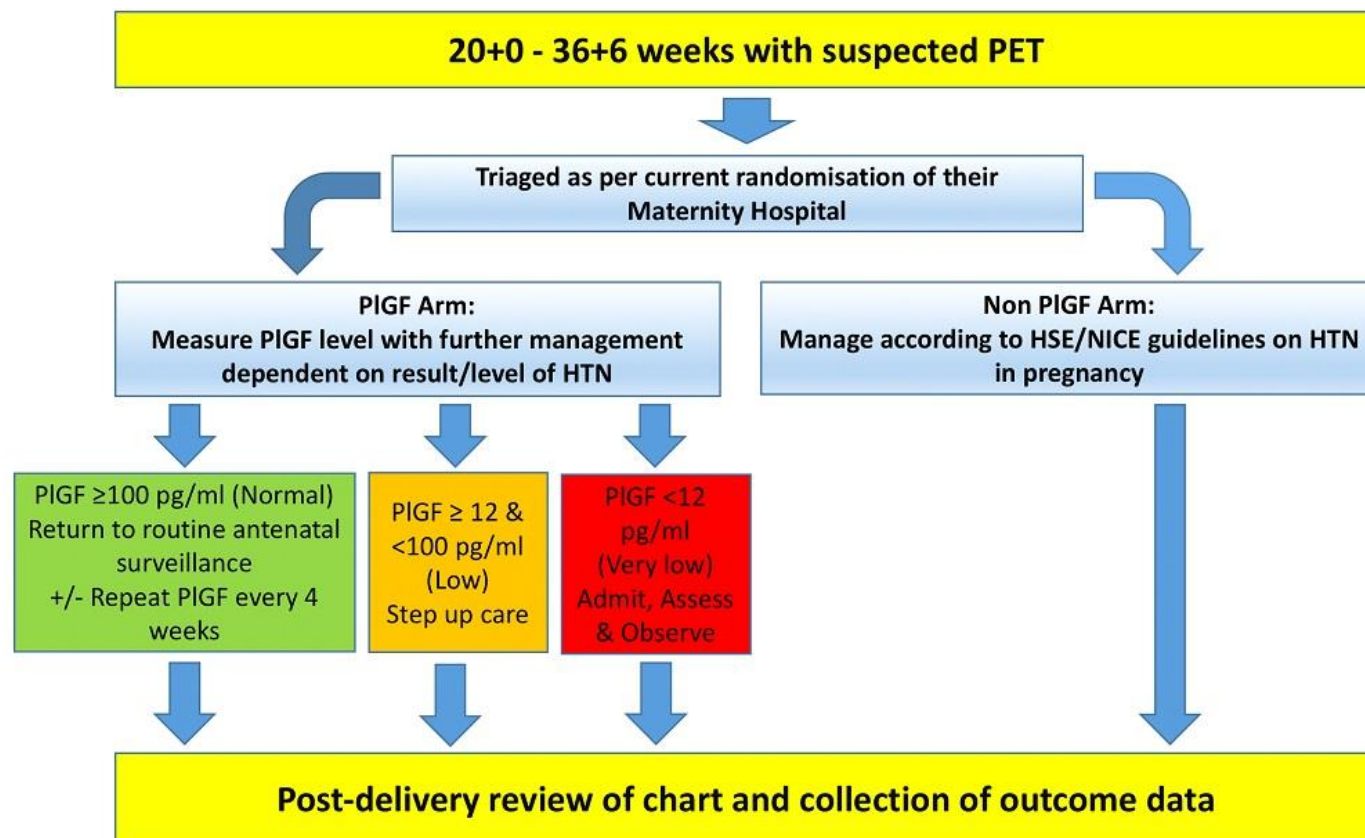 20+0 - 36+6 weeks with suspected PET
Triaged as per current randomisation of their
Maternity Hospital
PlGF Arm:
Measure PlGF level with further management
dependent on result/level of HTN
Non PlGF Arm:
Manage according to HSE/NICE guidelines on HTN
in pregnancy
PlGF ≥100 pg/ml (Normal)
Return to routine antenatal
surveillance
+/- Repeat PlGF every 4
weeks
PlGF ≥ 12 &
<100 pg/ml
(Low)
Step up care
PlGF <12
pg/ml
(Very low)
Admit, Assess
& Observe
Post-delivery review of chart and collection of outcome data